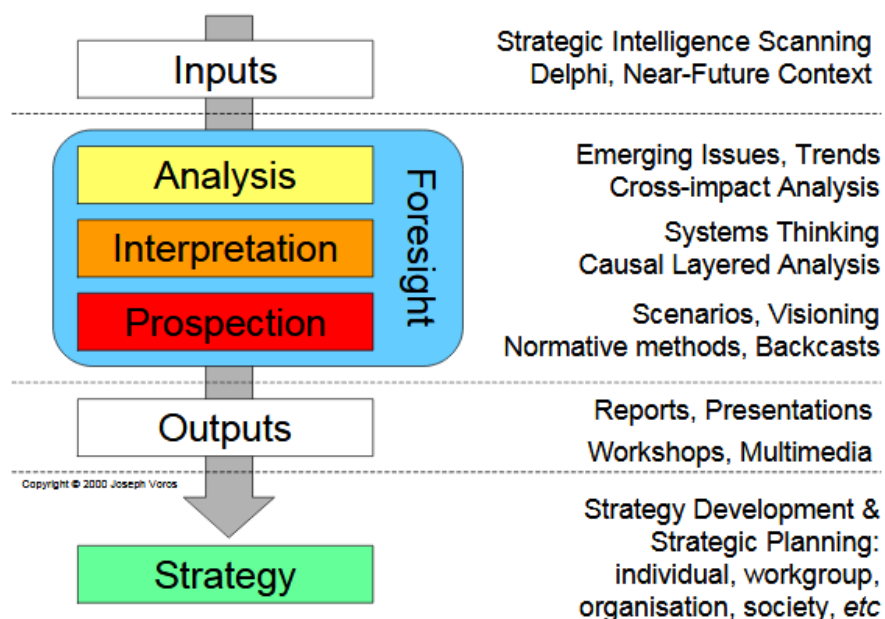 Inputs
Strategic Intelligence Scanning
Delphi, Near-Future Context
Foresight
Analysis
Emerging Issues, Trends
Cross-impact Analysis
Interpretation
Systems Thinking
Causal Layered Analysis
Prospection
Scenarios, Visioning
Normative methods, Backcasts
Outputs
Reports, Presentations
Workshops, Multimedia
Copyright © 2000 Joseph Voros
Strategy
Strategy Development &
Strategic Planning:
individual, workgroup,
organisation, society, etc